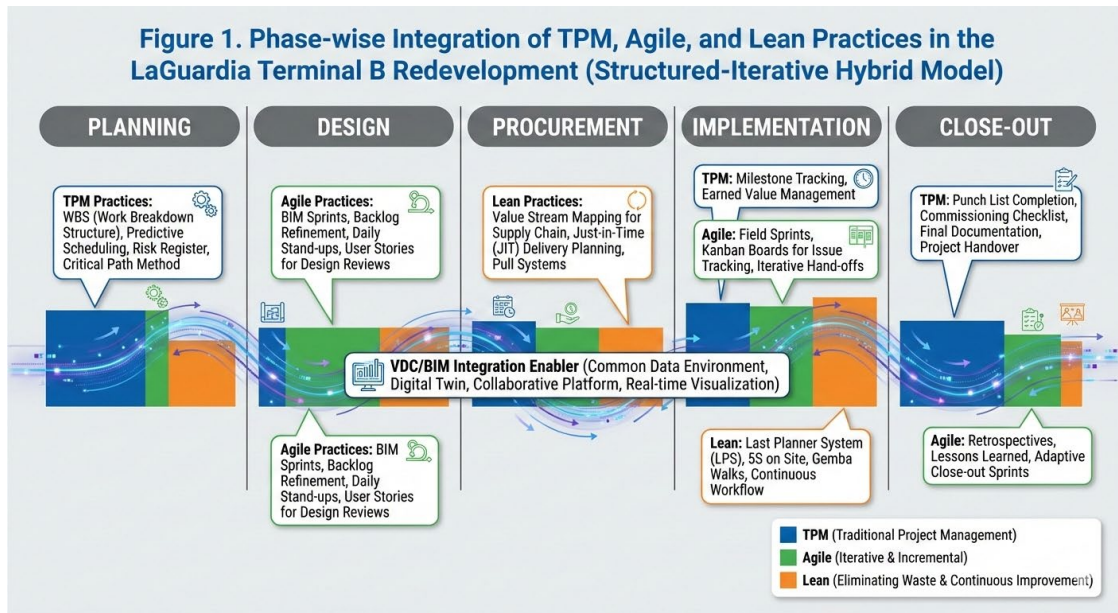 Figure 1. Phase-wise Integration of TPM, Agile, and Lean Practices in the
LaGuardia Terminal B Redevelopment (Structured-Iterative Hybrid Model)
PLANNING
DESIGN
PROCUREMENT
IMPLEMENTATION
CLOSE-OUT
TPM Practices:
WBS (Work Breakdown
Structure), Predictive
Scheduling, Risk Register,
Critical Path Method
Agile Practices:
BIM Sprints, Backlog
Refinement, Daily
Stand-ups, User Stories
for Design Reviews
Lean Practices:
Value Stream Mapping for
Supply Chain, Just-in-Time
(JIT) Delivery Planning,
Pull Systems
TPM: Milestone Tracking,
Earned Value Management
Agile: Field Sprints,
Kanban Boards for Issue
Tracking, Iterative Hand-offs
TPM: Punch List Completion,
Commissioning Checklist,
Final Documentation,
Project Handover
VDC/BIM Integration Enabler (Common Data Environment,
Digital Twin, Collaborative Platform, Real-time Visualization)
Agile Practices: BIM
Sprints, Backlog
Refinement, Daily
Stand-ups, User Stories
for Design Reviews
Lean: Last Planner System
(LPS), 5S on Site, Gemba
Walks, Continuous
Workflow
Agile: Retrospectives,
Lessons Learned, Adaptive
Close-out Sprints
TPM (Traditional Project Management)
Agile (Iterative & Incremental)
Lean (Eliminating Waste & Continuous Improvement)